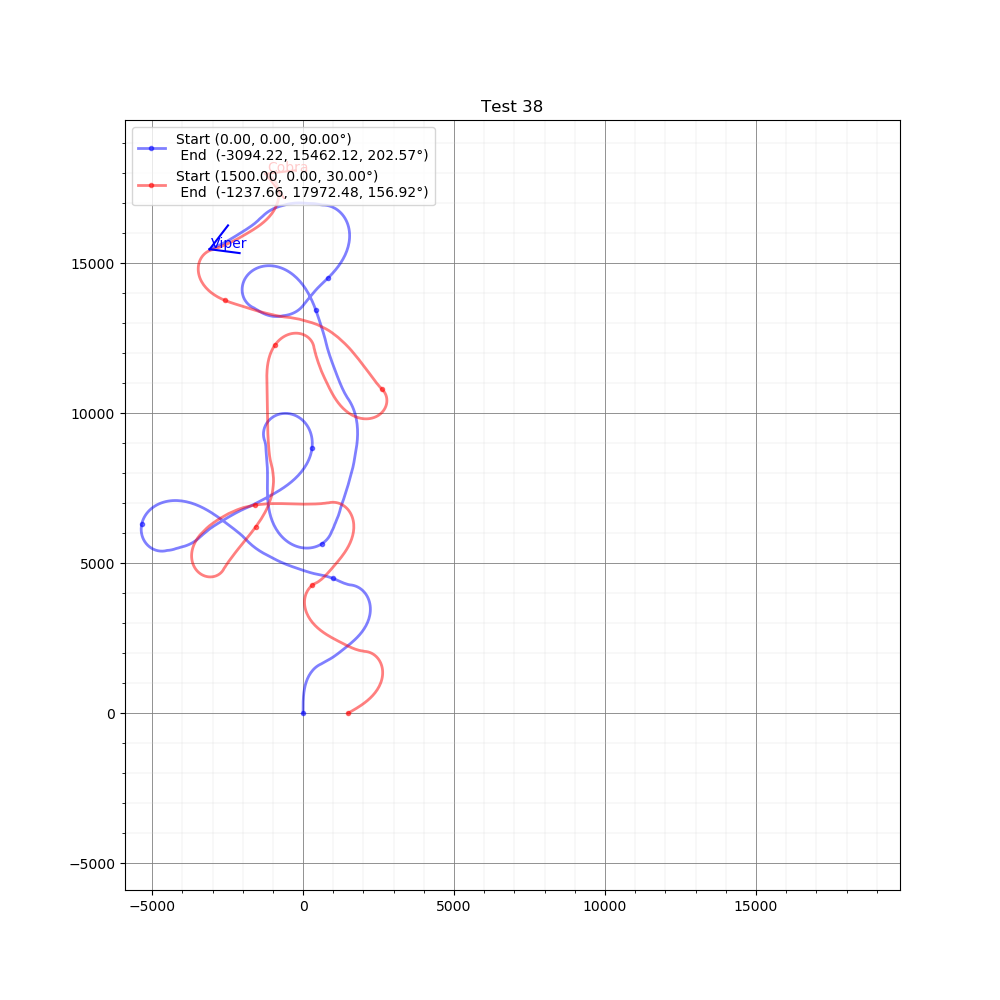 Test 38
Start (0.00, 0.00, 90.00°)
End (-3094.22, 15462.12, 202.57°)
Cobra
Start (1500.00, 0.00, 30.00°)
End (-1237.66, 17972.48, 156.92°)
Viper
15000
10000
5000
0
−5000
−5000 0 5000 10000 15000